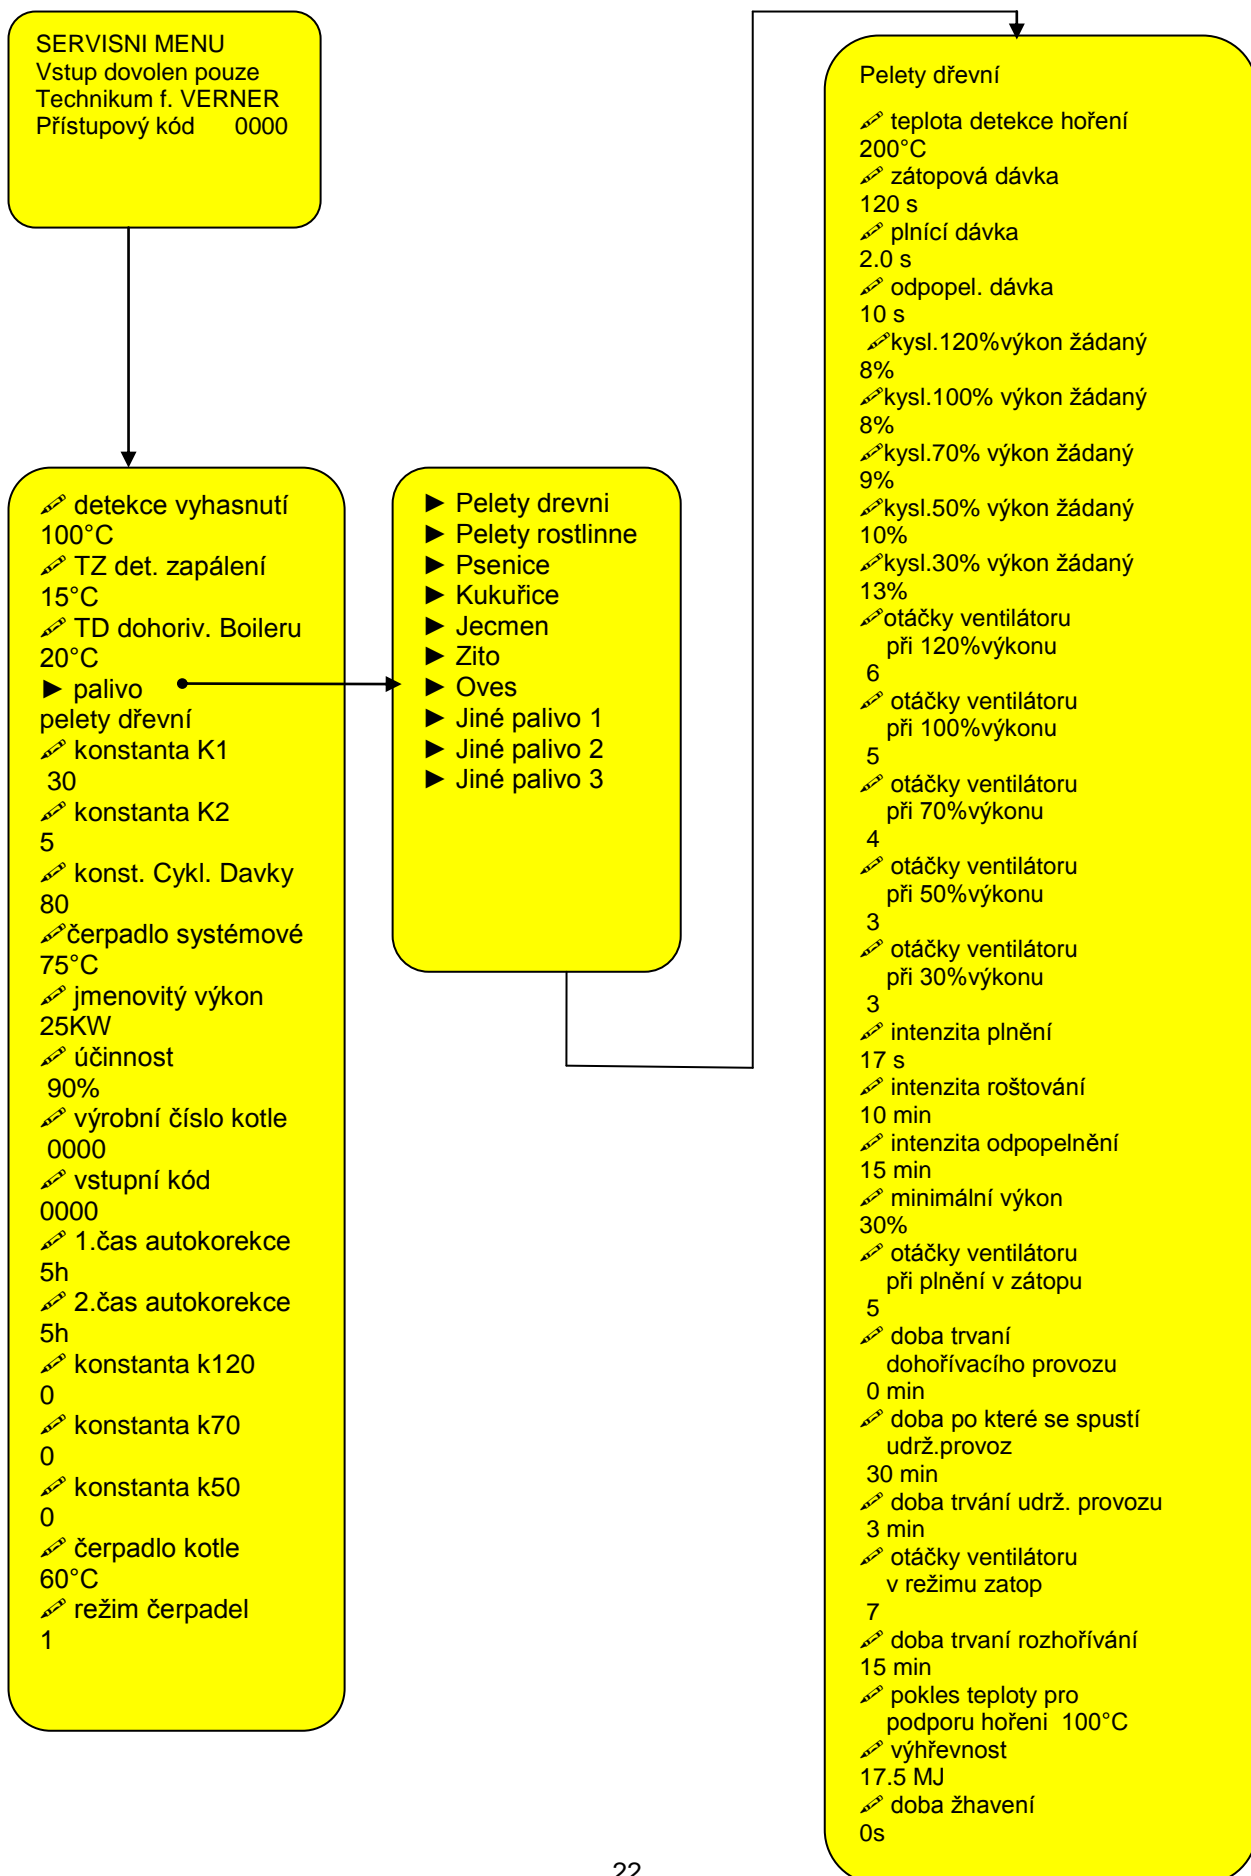 SERVISNI MENU
Vstup dovolen pouze
Technikum f. VERNER
Přístupový kód 0000
🖉 detekce vyhasnutí
100°C
🖉 TZ det. zapálení
15°C
🖉 TD dohoriv. Boileru
20°C
► palivo
pelety dřevní
🖉 konstanta K1
30
🖉 konstanta K2
5
🖉 konst. Cykl. Davky
80
🖉čerpadlo systémové
75°C
🖉 jmenovitý výkon
25KW
🖉 účinnost
90%
🖉 výrobní číslo kotle
0000
🖉 vstupní kód
0000
🖉 1.čas autokorekce
5h
🖉 2.čas autokorekce
5h
🖉 konstanta k120
0
🖉 konstanta k70
0
🖉 konstanta k50
0
🖉 čerpadlo kotle
60°C
🖉 režim čerpadel
1
► Pelety drevni
► Pelety rostlinne
► Psenice
► Kukuřice
► Jecmen
► Zito
► Oves
► Jiné palivo 1
► Jiné palivo 2
► Jiné palivo 3
Pelety dřevní
🖉 teplota detekce hoření
200°C
🖉 zátopová dávka
120 s
🖉 plnící dávka
2.0 s
🖉 odpopel. dávka
10 s
🖉kysl.120%výkon žádaný
8%
🖉kysl.100% výkon žádaný
8%
🖉kysl.70% výkon žádaný
9%
🖉kysl.50% výkon žádaný
10%
🖉kysl.30% výkon žádaný
13%
🖉otáčky ventilátoru
při 120%výkonu
6
🖉 otáčky ventilátoru
při 100%výkonu
5
🖉 otáčky ventilátoru
při 70%výkonu
4
🖉 otáčky ventilátoru
při 50%výkonu
3
🖉 otáčky ventilátoru
při 30%výkonu
3
🖉 intenzita plnění
17 s
🖉 intenzita roštování
10 min
🖉 intenzita odpopelnění
15 min
🖉 minimální výkon
30%
🖉 otáčky ventilátoru
při plnění v zátopu
5
🖉 doba trvaní
dohořívacího provozu
0 min
🖉 doba po které se spustí
udrž.provoz
30 min
🖉 doba trvání udrž. provozu
3 min
🖉 otáčky ventilátoru
v režimu zatop
7
🖉 doba trvaní rozhořívání
15 min
🖉 pokles teploty pro
podporu hořeni 100°C
🖉 výhřevnost
17.5 MJ
🖉 doba žhavení
0s
22